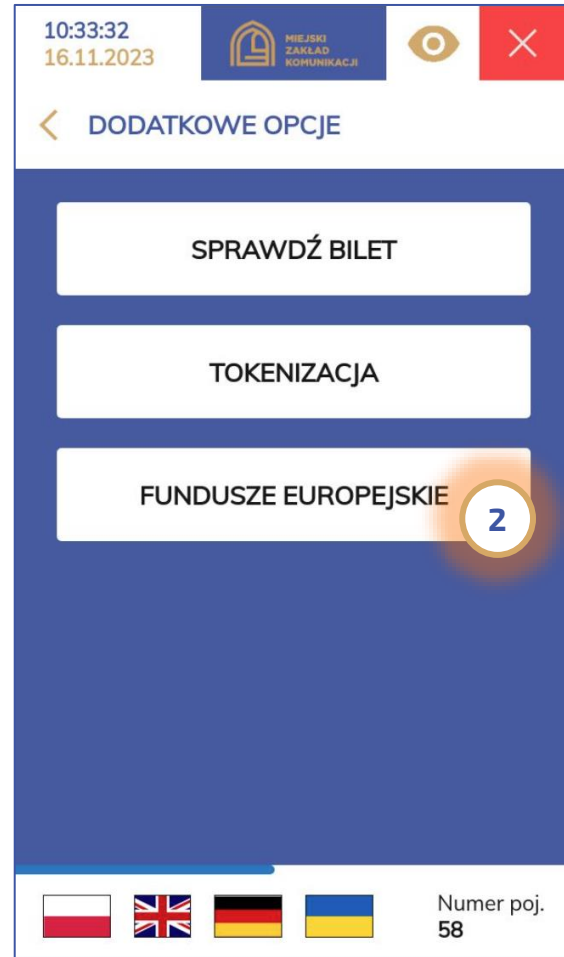 10:33:32
16.11.2023
MIEJSKI
ZAKŁAD
KOMUNIKACJI
DODATKOWE OPCJE
SPRAWDŹ BILET
TOKENIZACJA
FUNDUSZE EUROPEJSKIE
2
Numer poj.
58